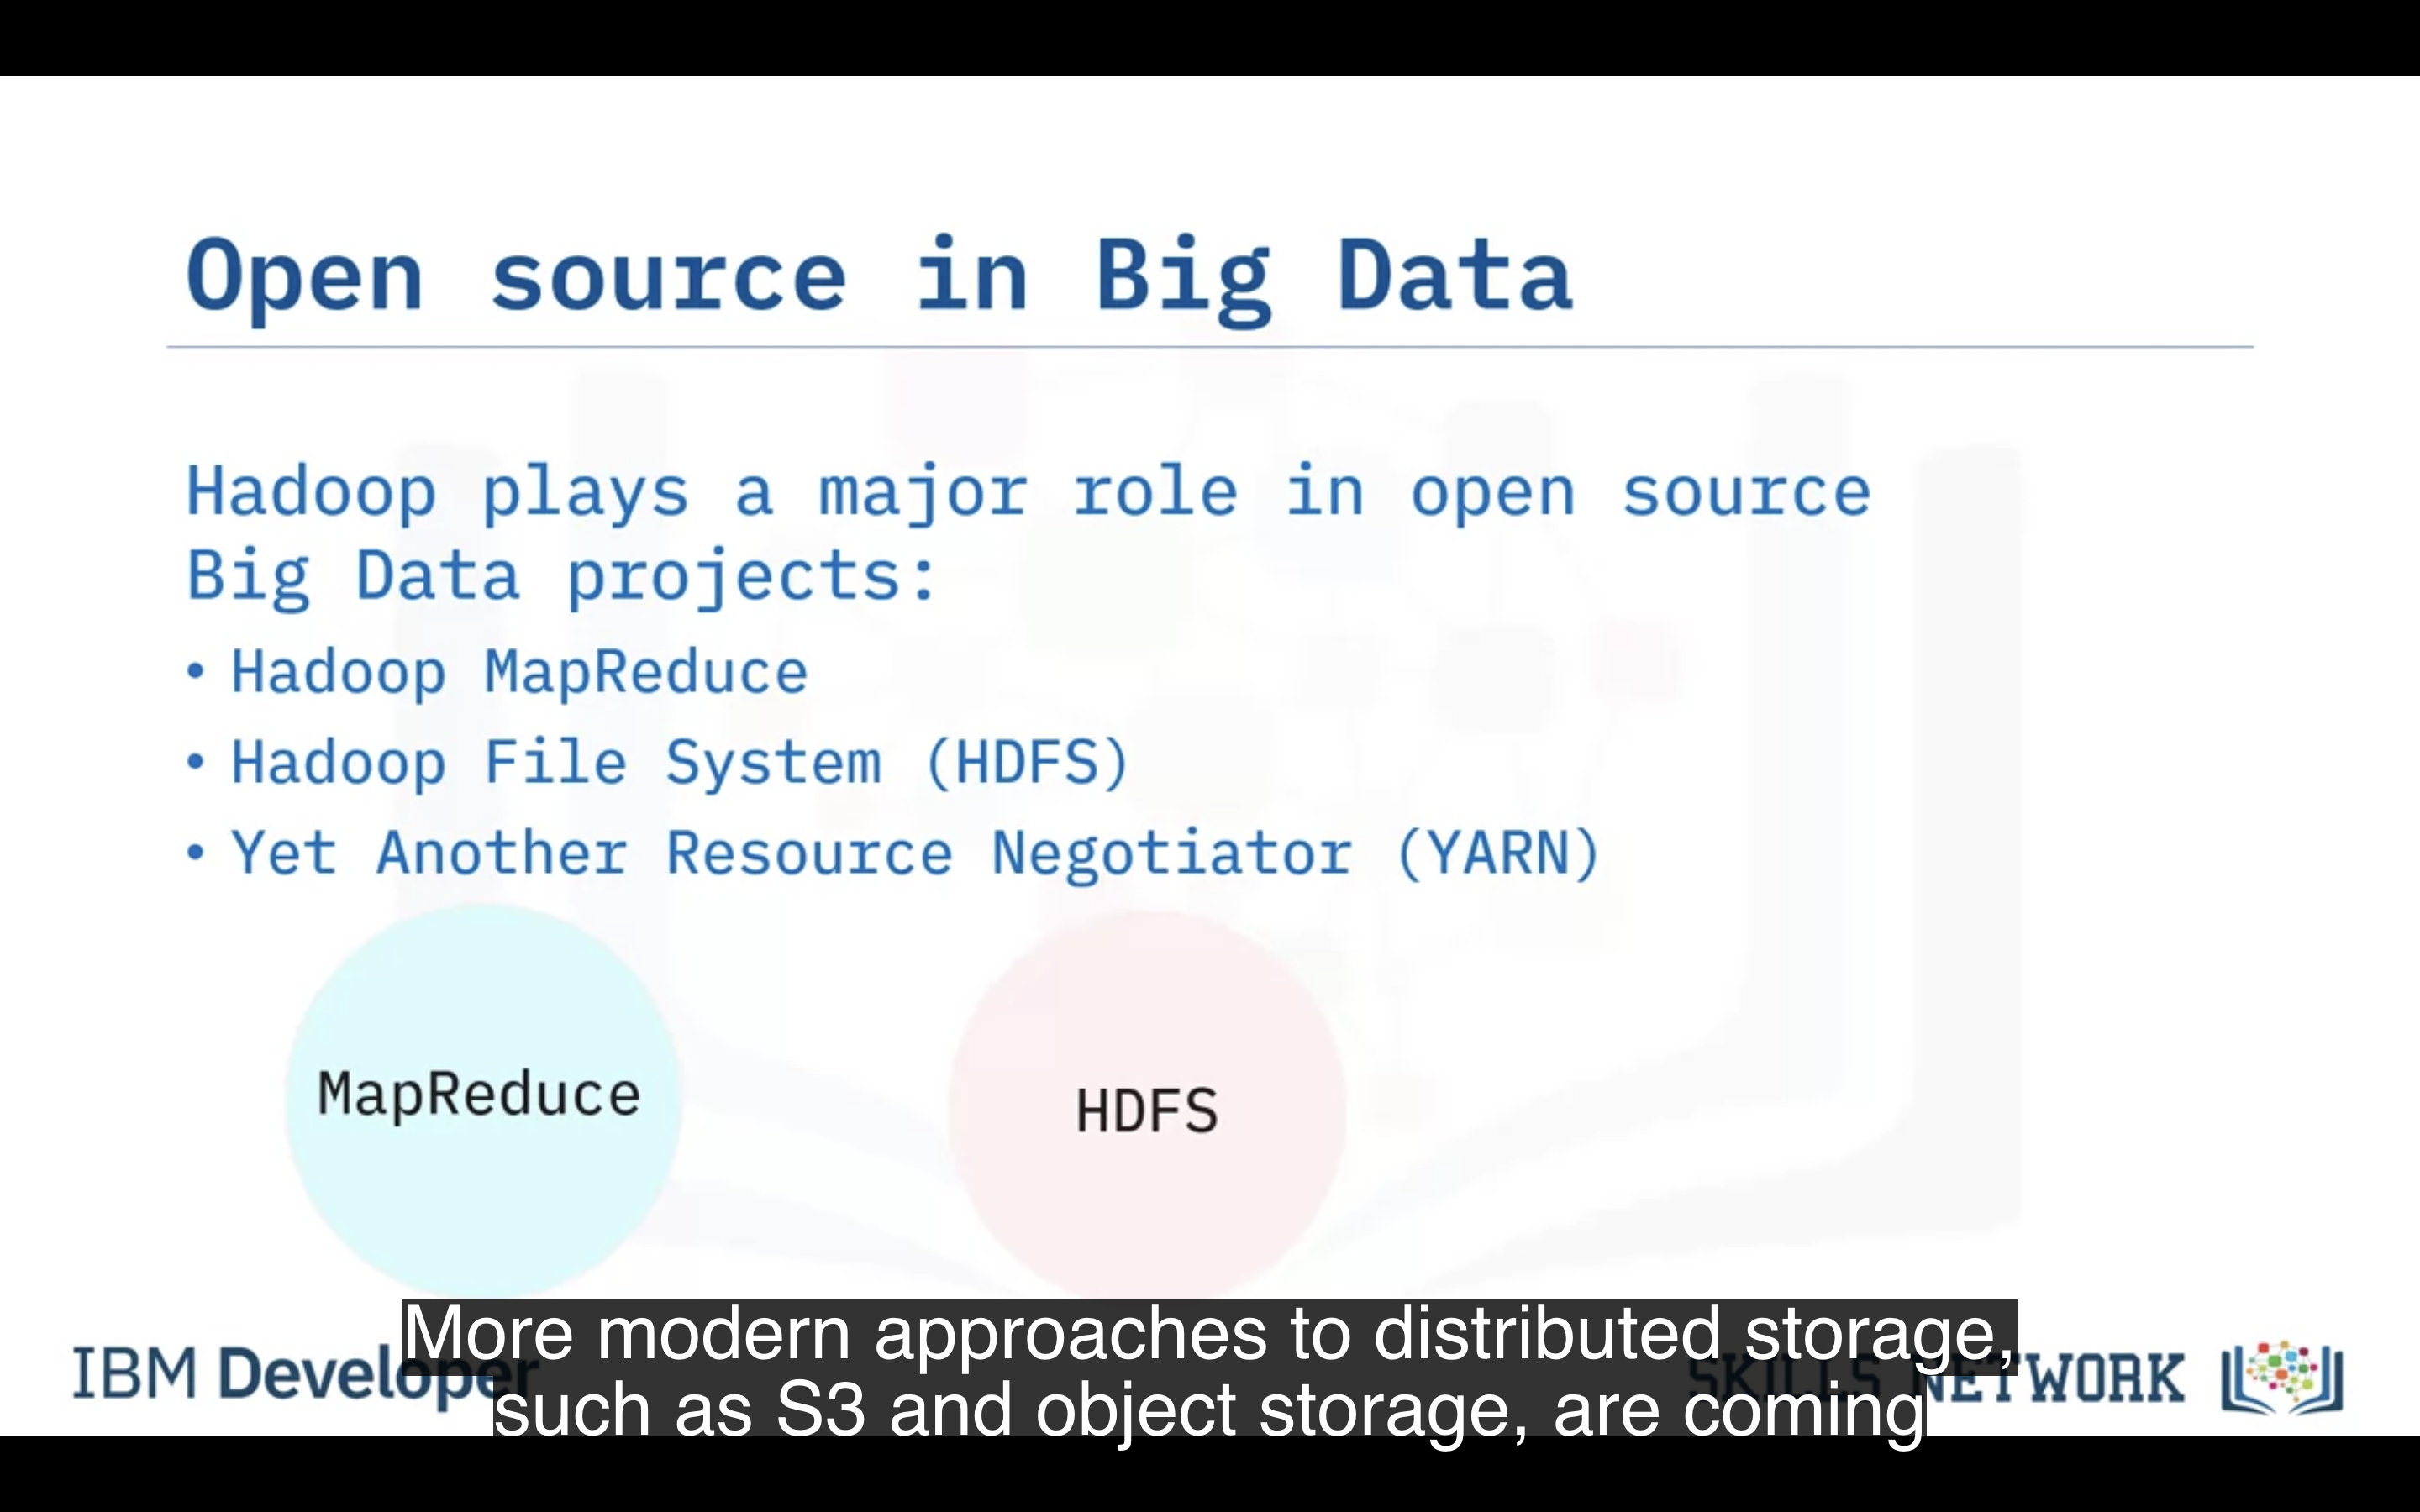 Open source in Big Data
Hadoop plays a major role in open source
Big Data projects:
• Hadoop MapReduce
• Hadoop File System (HDFS)
• Yet Another Resource Negotiator (YARN)
MapReduce
HDFS
More modern approaches to distributed storage,
such as S3 and object storage, are coming
IBM Developer
SKILLS NETWORK